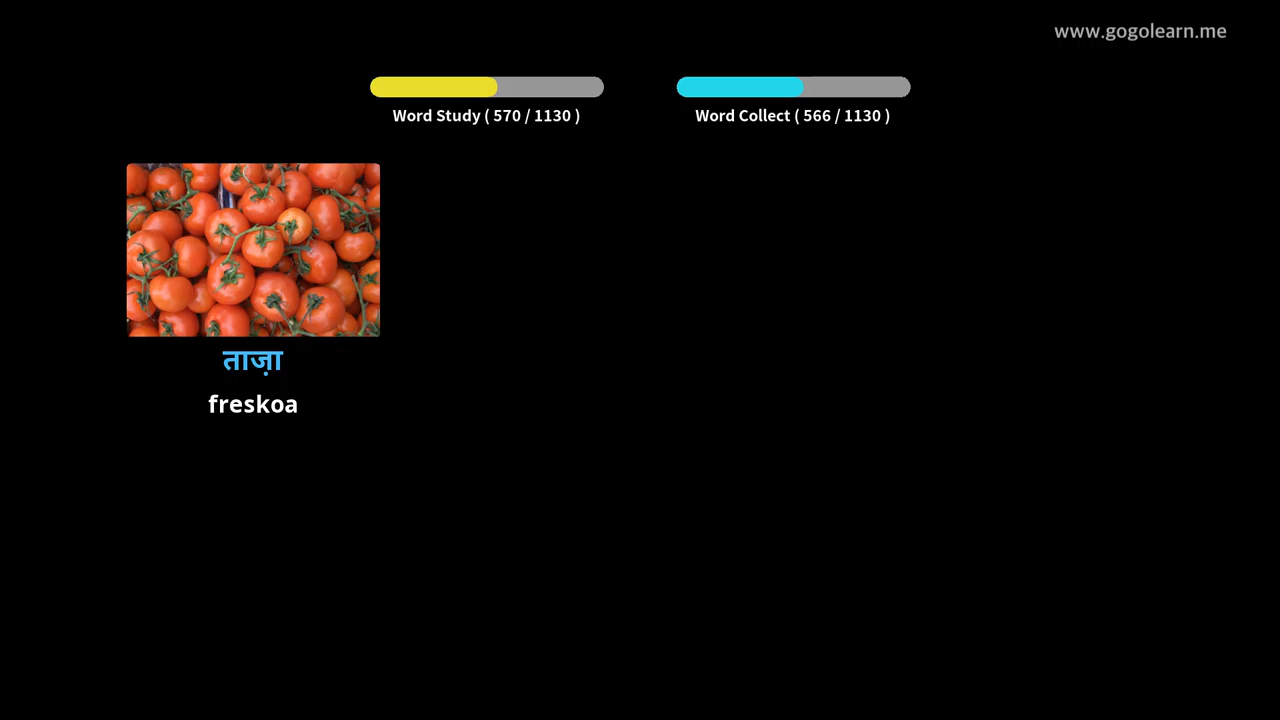 www.gogolearn.me
Word Study ( 570 / 1130 )
Word Collect ( 566 / 1130 )
ताज़ा
freskoa